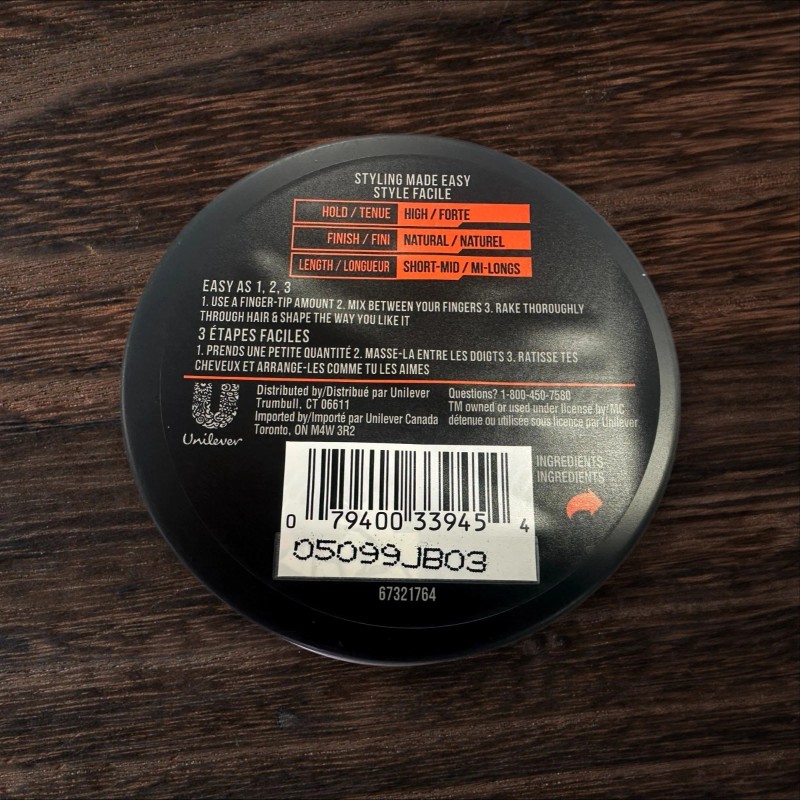 STYLING MADE EASY
STYLE FACILE
HOLD / TENUE HIGH / FORTE
FINISH / FINI NATURAL / NATUREL
LENGTH / LONGUEUR SHORT-MID / MI-LONGS
EASY AS 1, 2, 3
1. USE A FINGER-TIP AMOUNT 2. MIX BETWEEN YOUR FINGERS 3. RAKE THOROUGHLY
THROUGH HAIR & SHAPE THE WAY YOU LIKE IT
3 ÉTAPES FACILES
1. PRENDS UNE PETITE QUANTITÉ 2. MASSE-LA ENTRE LES DOIGTS 3. RATISSE TES
CHEVEUX ET ARRANGE-LES COMME TU LES AIMES
Unilever
Distributed by/Distribué par Unilever
Trumbull, CT 06611
Imported by/Importé par Unilever Canada
Toronto, ON M4W 3R2
Questions? 1-800-450-7580
TM owned or used under license by/MC
détenue ou utilisée sous licence par Unilever
INGREDIENTS
INGRÉDIENTS
0 79400 33945 4
05099JB03
67321764